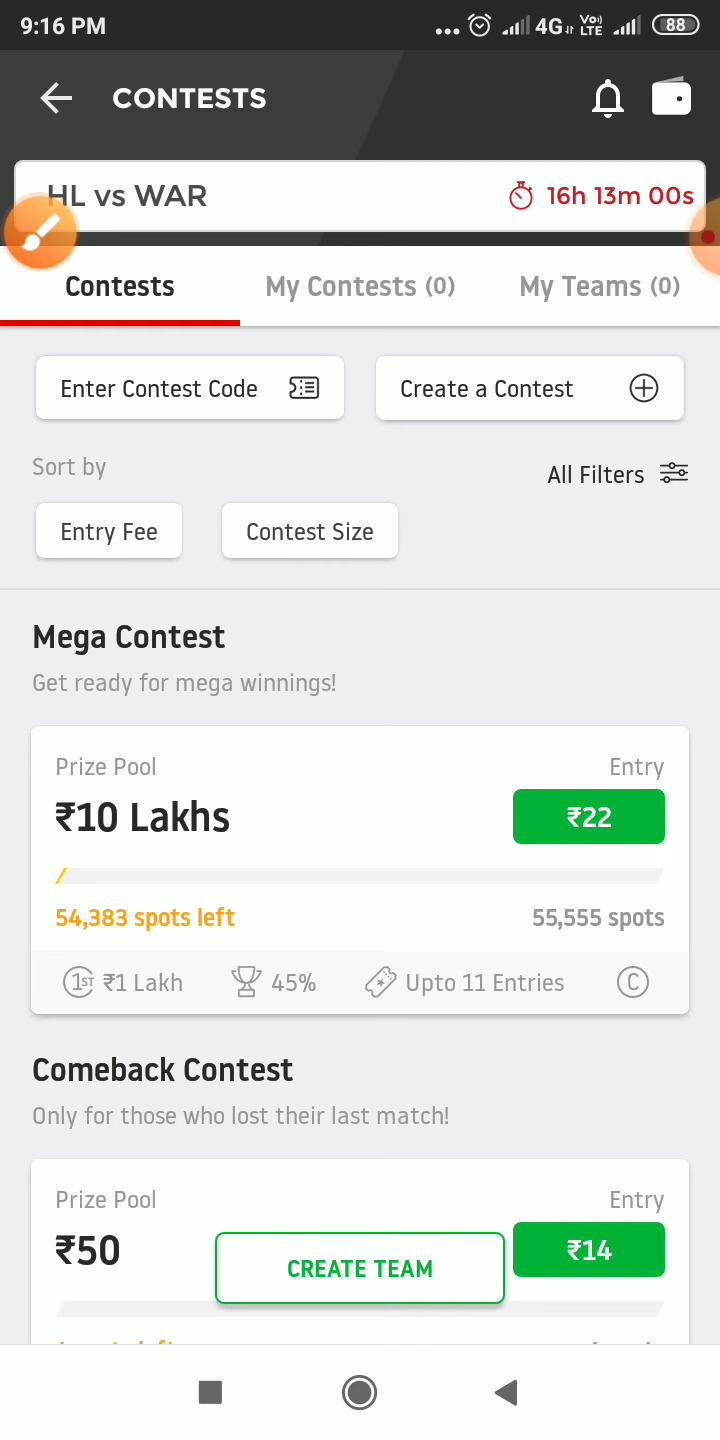 9:16 PM 4G VoLTE 88
CONTESTS
HL vs WAR 16h 13m 00s
Contests My Contests (0) My Teams (0)
Enter Contest Code Create a Contest
Sort by All Filters
Entry Fee Contest Size
Mega Contest
Get ready for mega winnings!
Prize Pool Entry
₹10 Lakhs ₹22
54,383 spots left 55,555 spots
1ST ₹1 Lakh 45% Upto 11 Entries C
Comeback Contest
Only for those who lost their last match!
Prize Pool Entry
₹50 CREATE TEAM ₹14